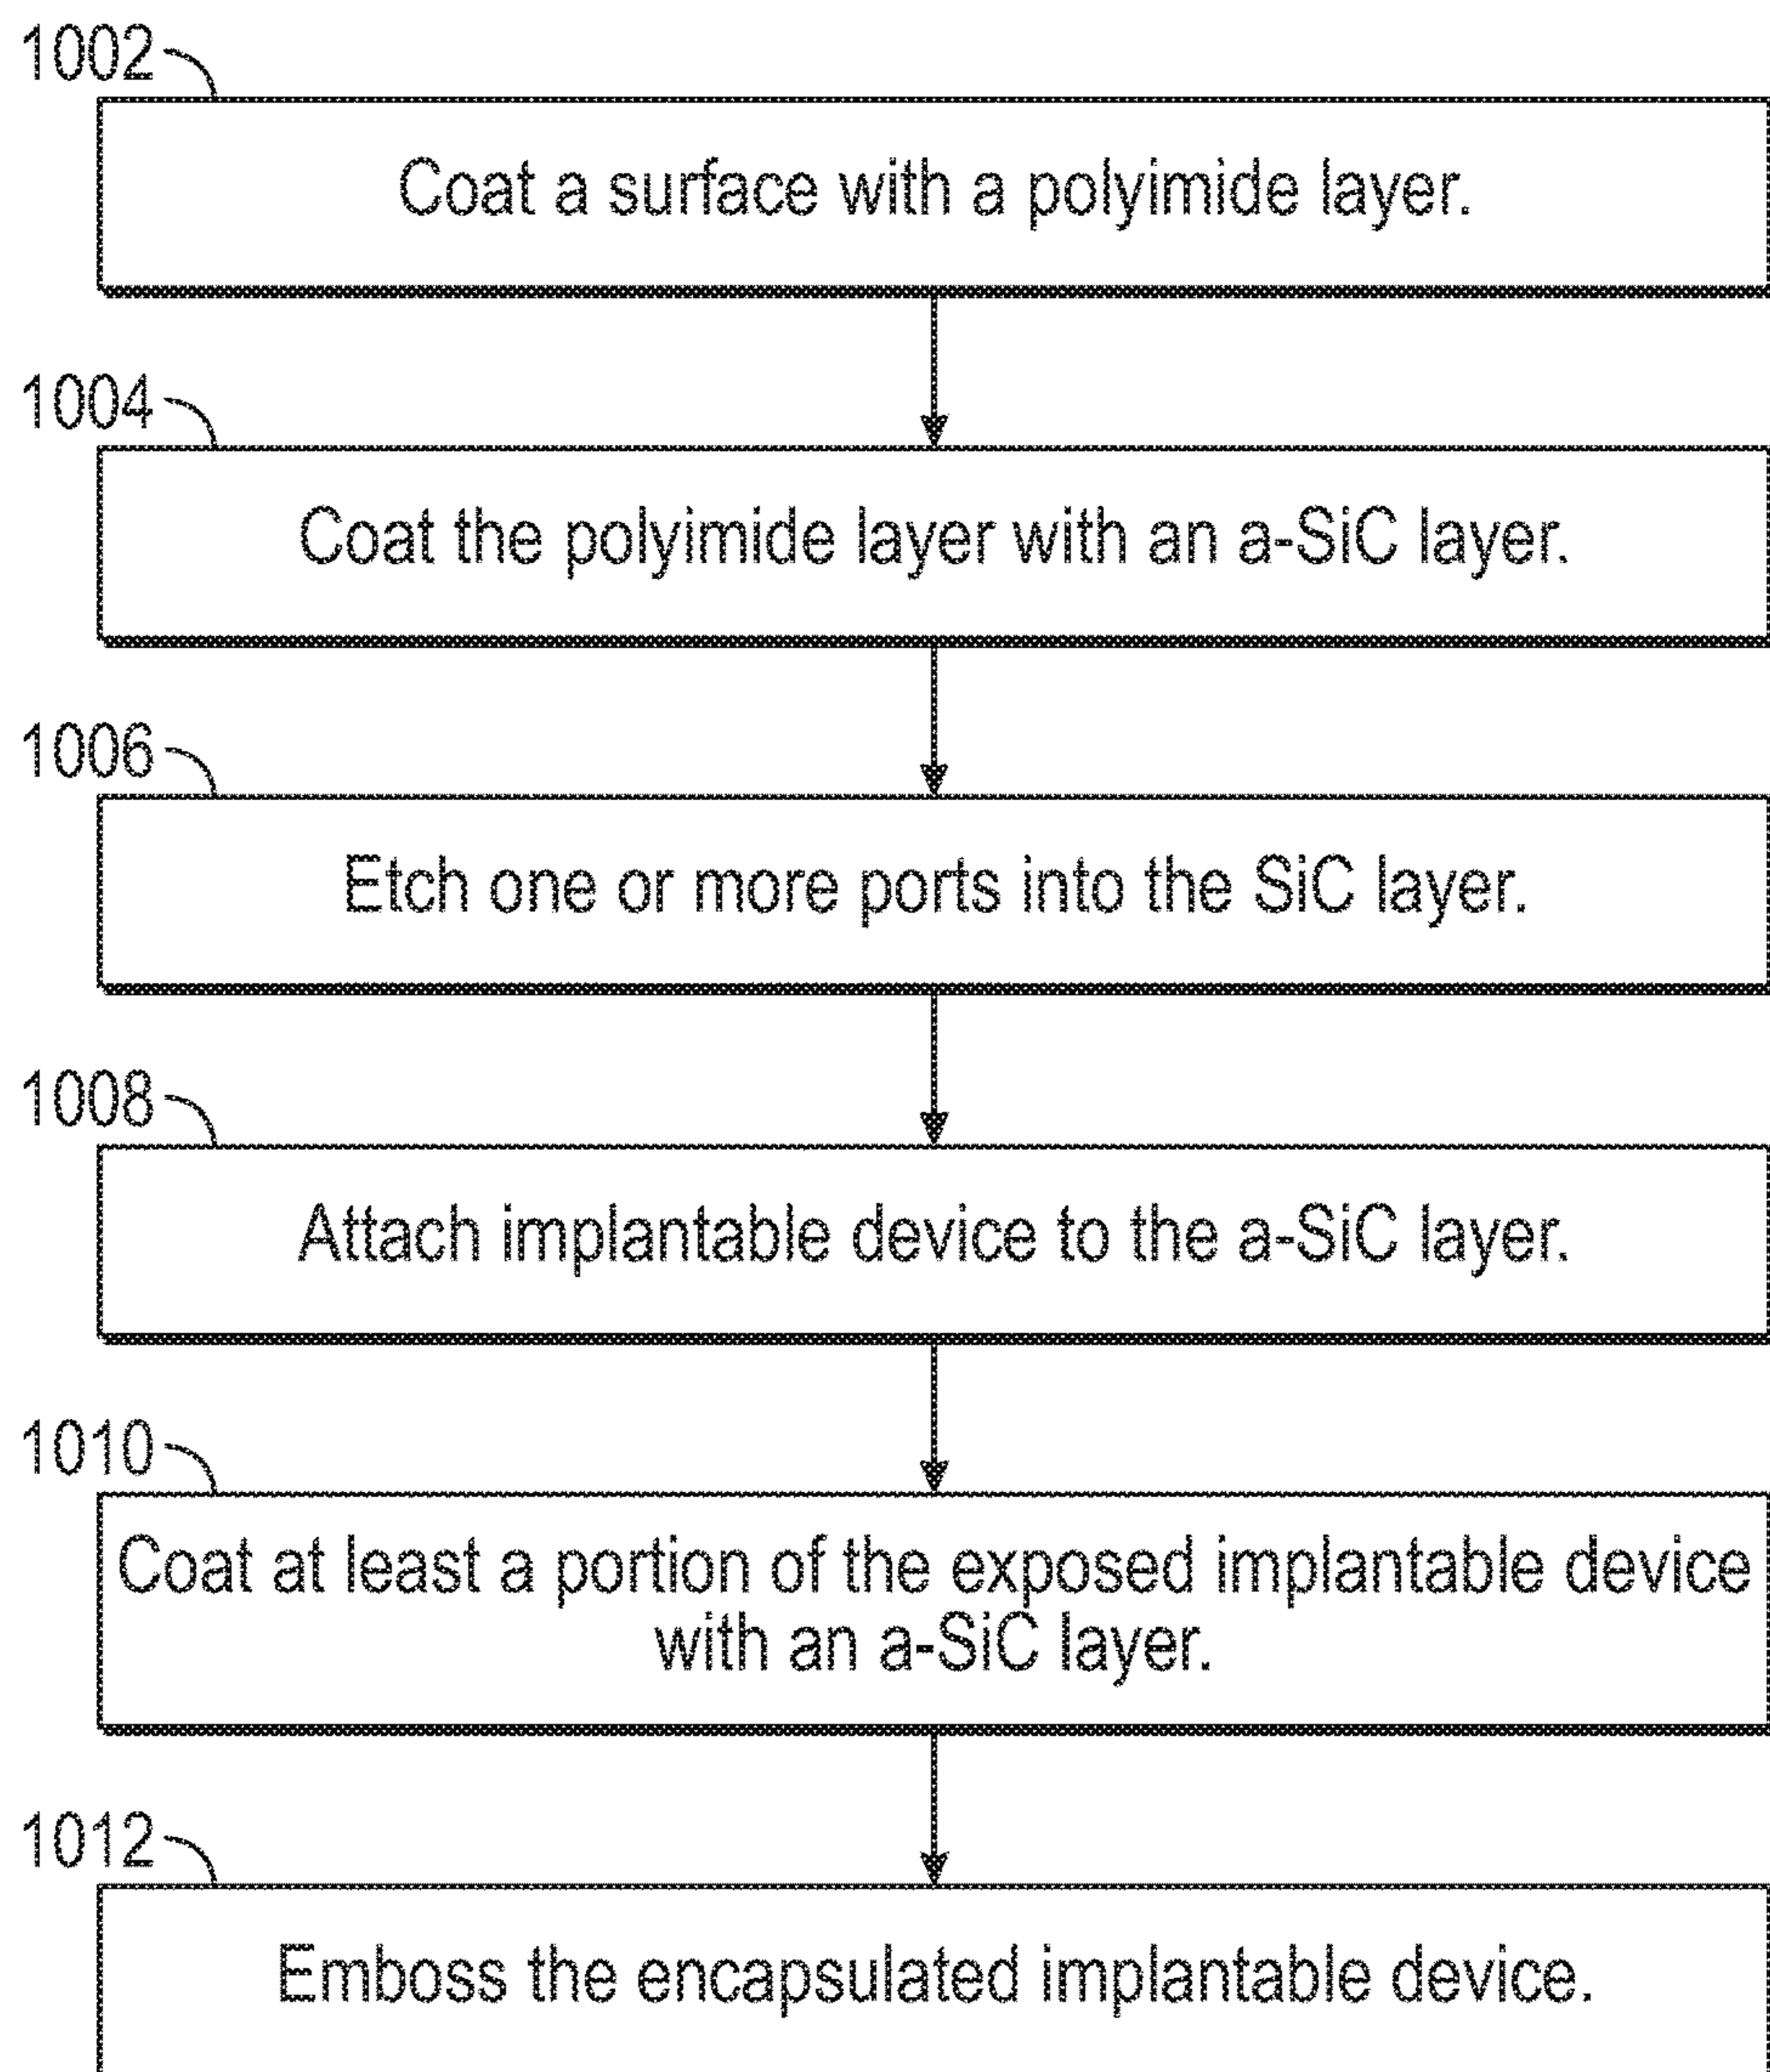 1002
Coat a surface with a polyimide layer.
1004
Coat the polyimide layer with an a-SiC layer.
1006
Etch one or more ports into the SiC layer.
1008
Attach implantable device to the a-SiC layer.
1010
Coat at least a portion of the exposed implantable device
with an a-SiC layer.
1012
Emboss the encapsulated implantable device.